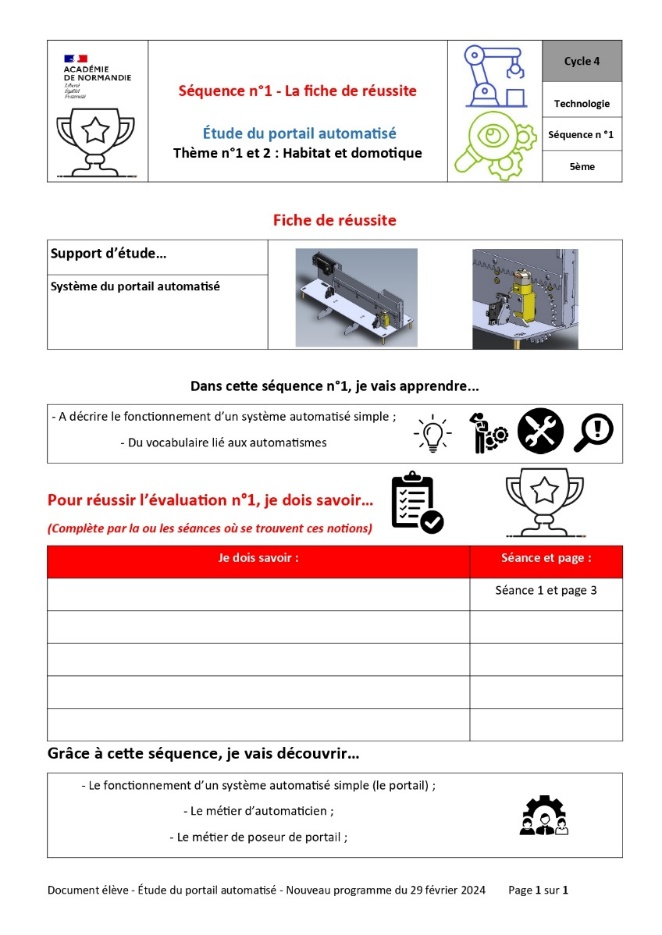 ACADÉMIE
DE NORMANDIE
Liberté
Égalité
Fraternité
Séquence n°1 - La fiche de réussite
Étude du portail automatisé
Thème n°1 et 2 : Habitat et domotique
Cycle 4
Technologie
Séquence n °1
5ème
Fiche de réussite
Support d’étude…
Système du portail automatisé
Dans cette séquence n°1, je vais apprendre...
- A décrire le fonctionnement d’un système automatisé simple ;
- Du vocabulaire lié aux automatismes
Pour réussir l’évaluation n°1, je dois savoir…
(Complète par la ou les séances où se trouvent ces notions)
Je dois savoir :
Séance et page :
Séance 1 et page 3
Grâce à cette séquence, je vais découvrir…
- Le fonctionnement d’un système automatisé simple (le portail) ;
- Le métier d’automaticien ;
- Le métier de poseur de portail ;
Document élève - Étude du portail automatisé - Nouveau programme du 29 février 2024 Page 1 sur 1